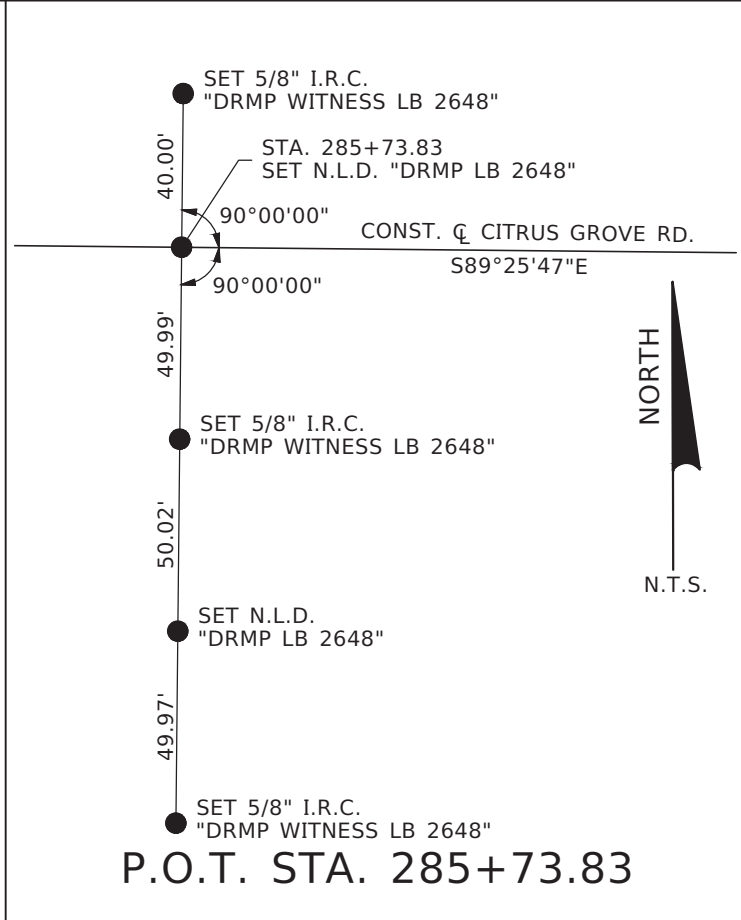 SET 5/8" I.R.C.
"DRMP WITNESS LB 2648"
40.00'
STA. 285+73.83
SET N.L.D. "DRMP LB 2648"
90°00'00"
CONST. ℄ CITRUS GROVE RD.
S89°25'47"E
90°00'00"
49.99'
NORTH
SET 5/8" I.R.C.
"DRMP WITNESS LB 2648"
50.02'
N.T.S.
SET N.L.D.
"DRMP LB 2648"
49.97'
SET 5/8" I.R.C.
"DRMP WITNESS LB 2648"
P.O.T. STA. 285+73.83